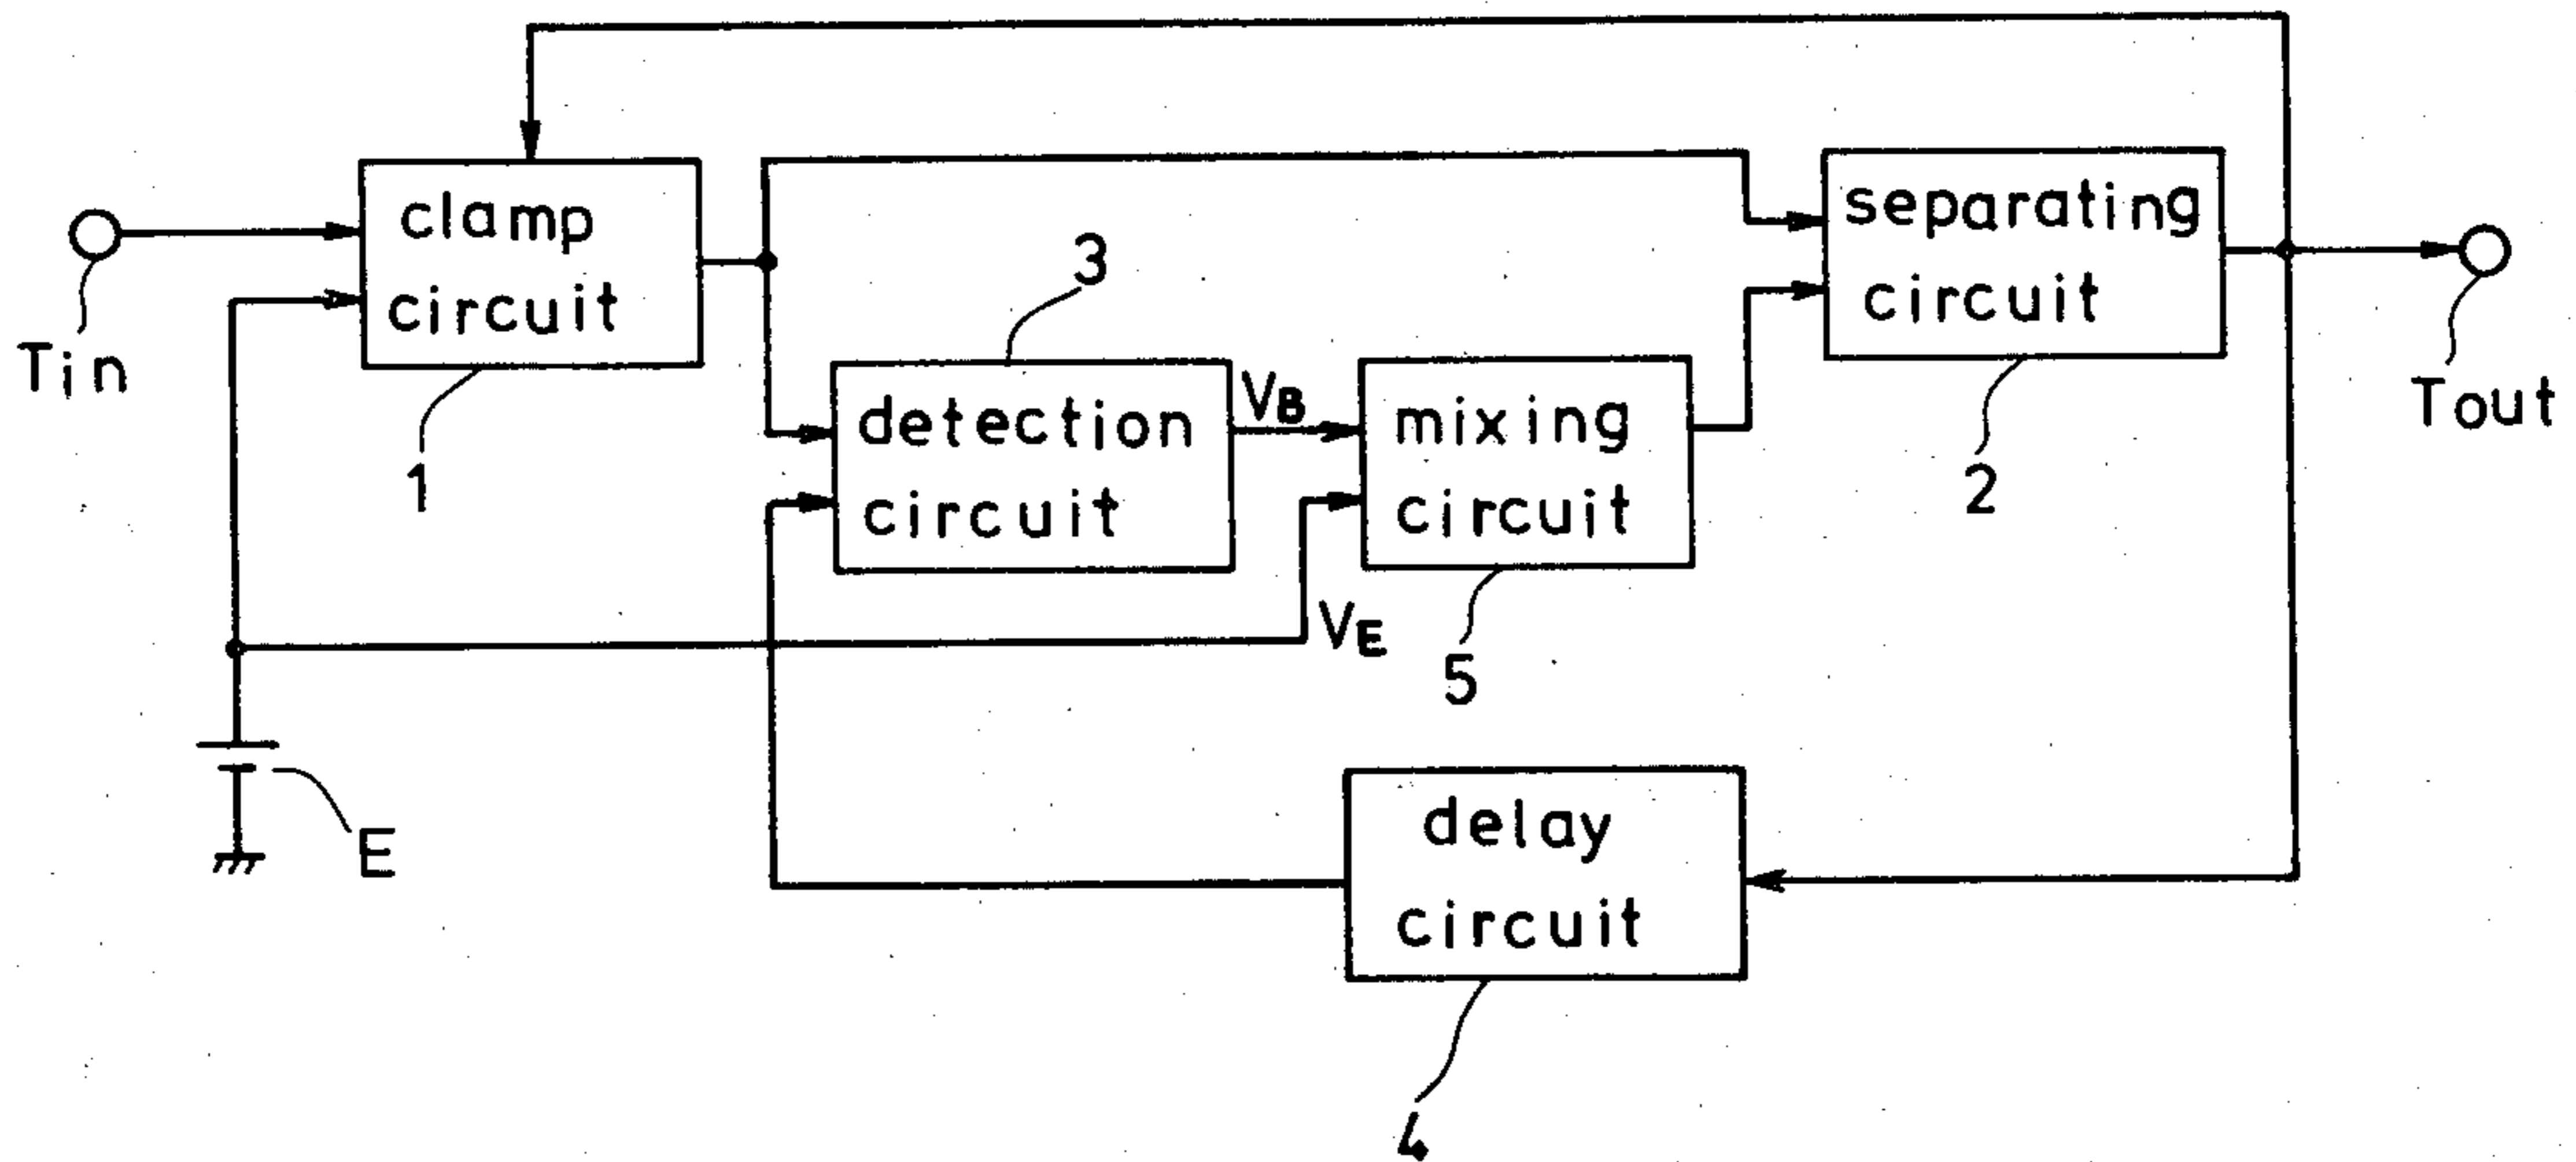 clamp
circuit
separating
circuit
Tin
3
Tout
1
detection
circuit
VB
mixing
circuit
2
VE
5
E
delay
circuit
4